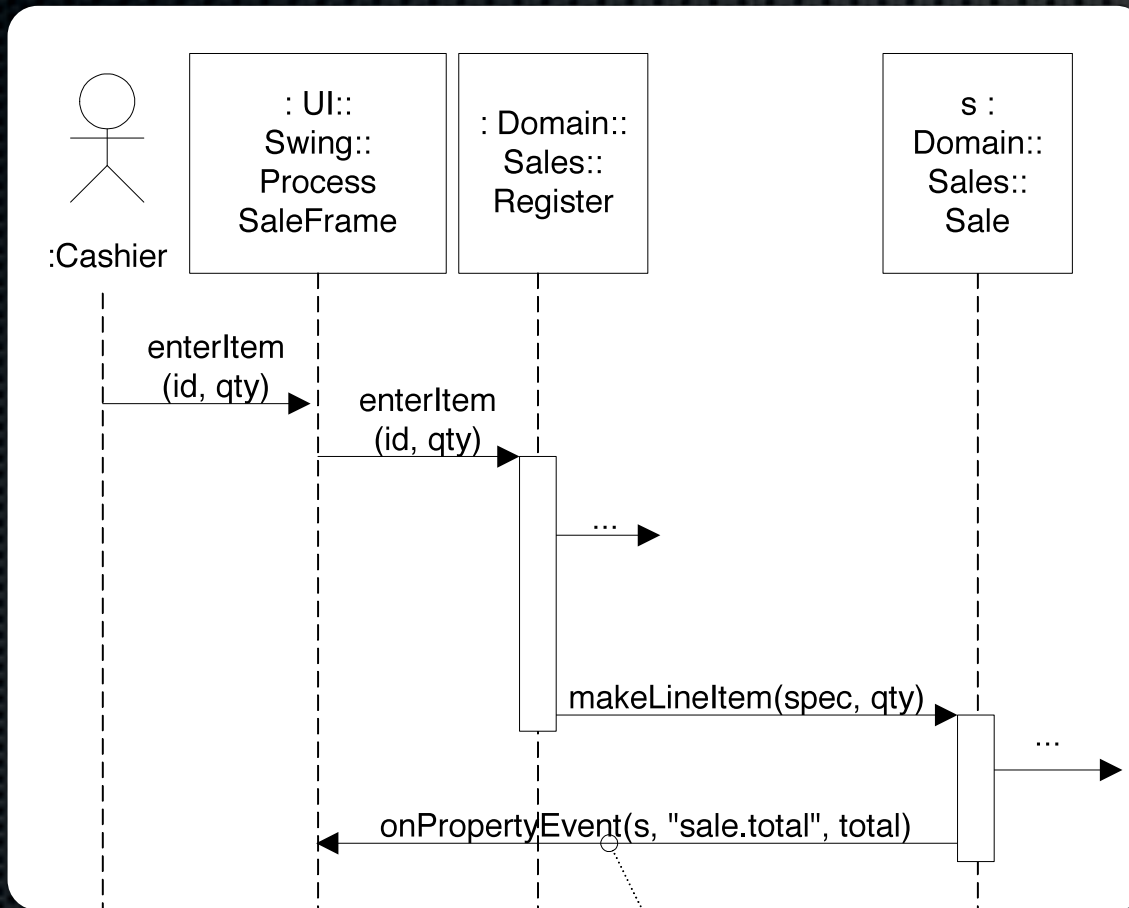 : UI::
Swing::
Process
SaleFrame
: Domain::
Sales::
Register
s :
Domain::
Sales::
Sale
:Cashier
enterItem
(id, qty)
enterItem
(id, qty)
...
makeLineItem(spec, qty)
...
onPropertyEvent(s, "sale.total", total)